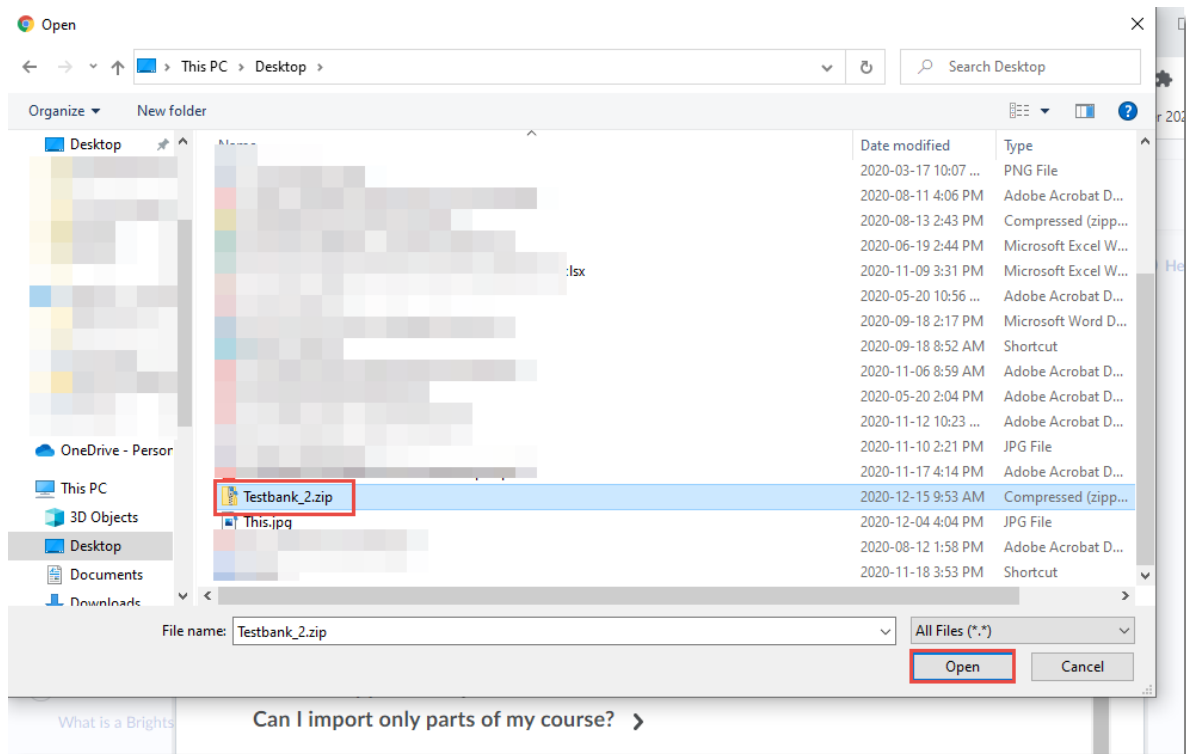 Open
This PC > Desktop >
Search Desktop
Organize
New folder
r 202
Desktop
Name
Date modified
Type
2020-03-17 10:07 ... PNG File
2020-08-11 4:06 PM Adobe Acrobat D...
2020-08-13 2:43 PM Compressed (zipp...
2020-06-19 2:44 PM Microsoft Excel W...
:lsx 2020-11-09 3:31 PM Microsoft Excel W...
He
2020-05-20 10:56 ... Adobe Acrobat D...
2020-09-18 2:17 PM Microsoft Word D...
2020-09-18 8:52 AM Shortcut
2020-11-06 8:59 AM Adobe Acrobat D...
2020-05-20 2:04 PM Adobe Acrobat D...
2020-11-12 10:23 ... Adobe Acrobat D...
OneDrive - Person
2020-11-10 2:21 PM JPG File
2020-11-17 4:14 PM Adobe Acrobat D...
This PC
Testbank_2.zip 2020-12-15 9:53 AM Compressed (zipp...
3D Objects
This.jpg 2020-12-04 4:04 PM JPG File
Desktop
2020-08-12 1:58 PM Adobe Acrobat D...
Documents
2020-11-18 3:53 PM Shortcut
Downloads
File name: Testbank_2.zip
All Files (*.*)
Open
Cancel
What is a Brights
Can I import only parts of my course? >